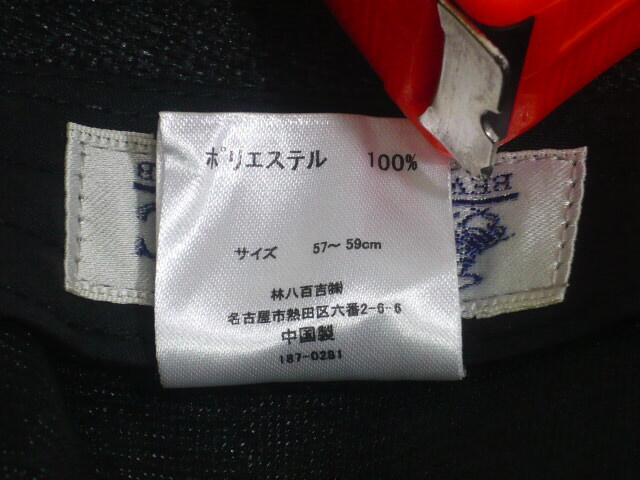 ポリエステル 100%
サイズ 57～59cm
林八百吉㈱
名古屋市熱田区六番2-6-6
中国製
187-0281